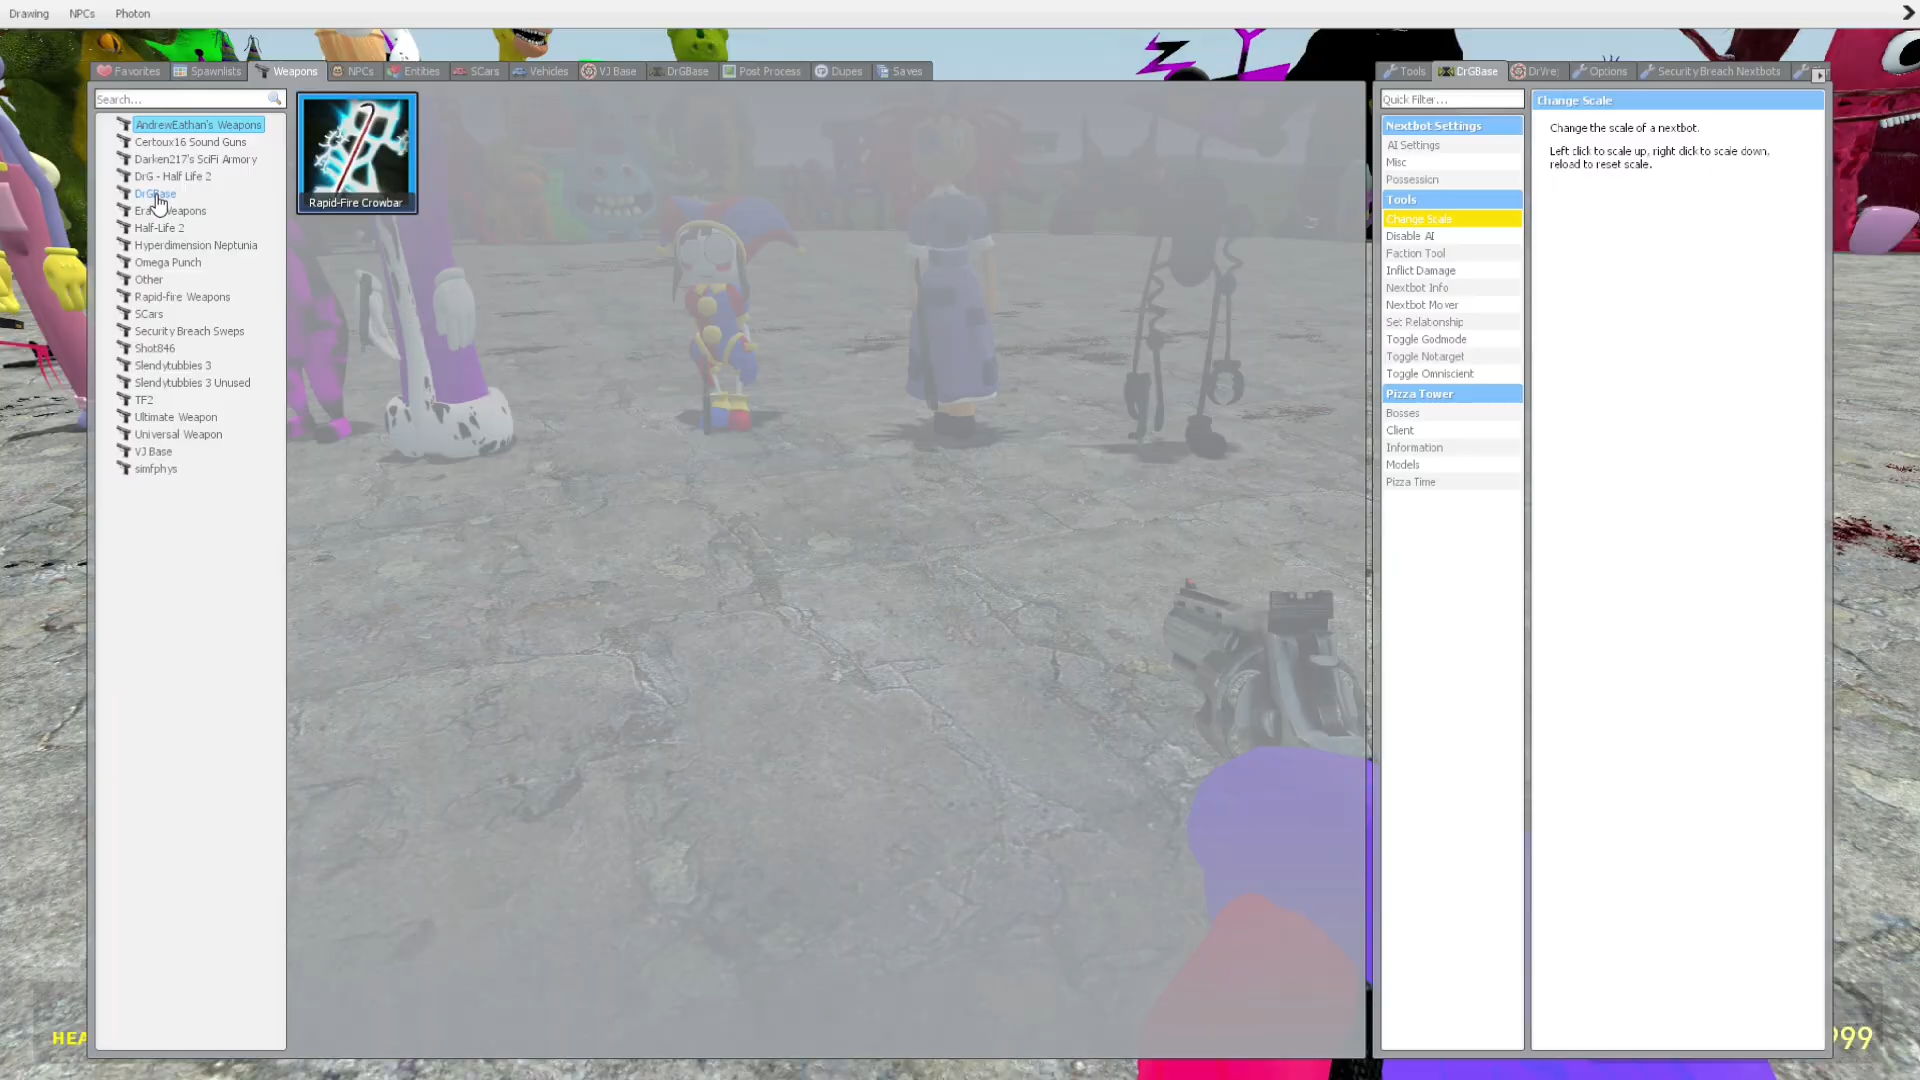 Drawing NPCs Photon
Favorites Spawnlists Weapons NPCs Entities SCars Vehicles VJ Base DrGBase Post Process Dupes Saves
Tools DrGBase Options Security Breach Nextbots
Search...
AndrewEathan's Weapons
Certoux16 Sound Guns
Darken217's SciFi Armory
DrG - Half Life 2
DrGBase
Weapons
Half-Life 2
Hyperdimension Neptunia
Omega Punch
Other
Rapid-fire Weapons
SCars
Security Breach Sweps
Shot846
Slendytubbies 3
Slendytubbies 3 Unused
TF2
Ultimate Weapon
Universal Weapon
VJ Base
simfphys
Rapid-Fire Crowbar
Quick Filter...
Nextbot Settings
AI Settings
Misc
Possession
Tools
Change Scale
Disable AI
Faction Tool
Inflict Damage
Nextbot Info
Nextbot Mover
Set Relationship
Toggle Godmode
Toggle Notarget
Toggle Omniscient
Pizza Tower
Bosses
Client
Information
Models
Pizza Time
Change Scale
Change the scale of a nextbot.
Left click to scale up, right click to scale down,
reload to reset scale.
HEA
999